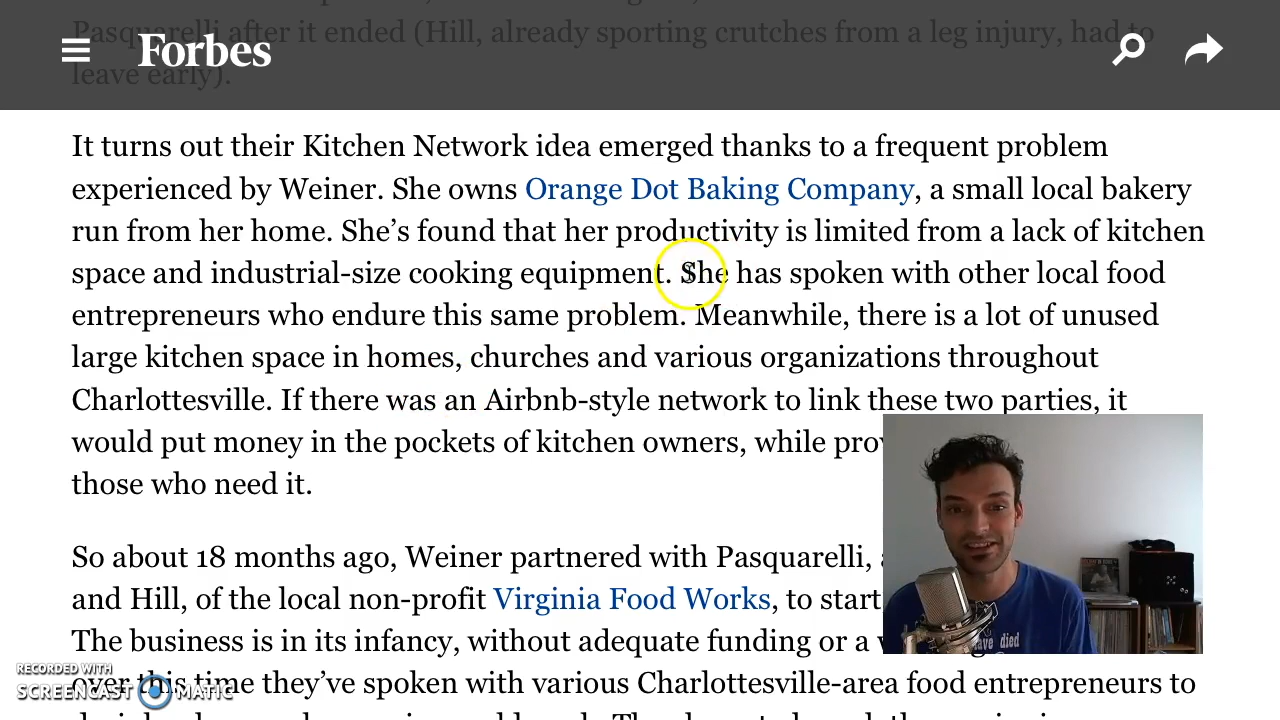 Pasquarelli after it ended (Hill, already sporting crutches from a leg injury, had to
leave early).
Forbes
It turns out their Kitchen Network idea emerged thanks to a frequent problem
experienced by Weiner. She owns Orange Dot Baking Company, a small local bakery
run from her home. She’s found that her productivity is limited from a lack of kitchen
space and industrial-size cooking equipment. She has spoken with other local food
entrepreneurs who endure this same problem. Meanwhile, there is a lot of unused
large kitchen space in homes, churches and various organizations throughout
Charlottesville. If there was an Airbnb-style network to link these two parties, it
would put money in the pockets of kitchen owners, while
those who need it.
So about 18 months ago, Weiner partnered with Pasquarelli,
and Hill, of the local non-profit Virginia Food Works, to start
The business is in its infancy, without adequate funding or a
over this time they’ve spoken with various Charlottesville-area food entrepreneurs to
died
RECORDED WITH
SCREENCAST MATIC